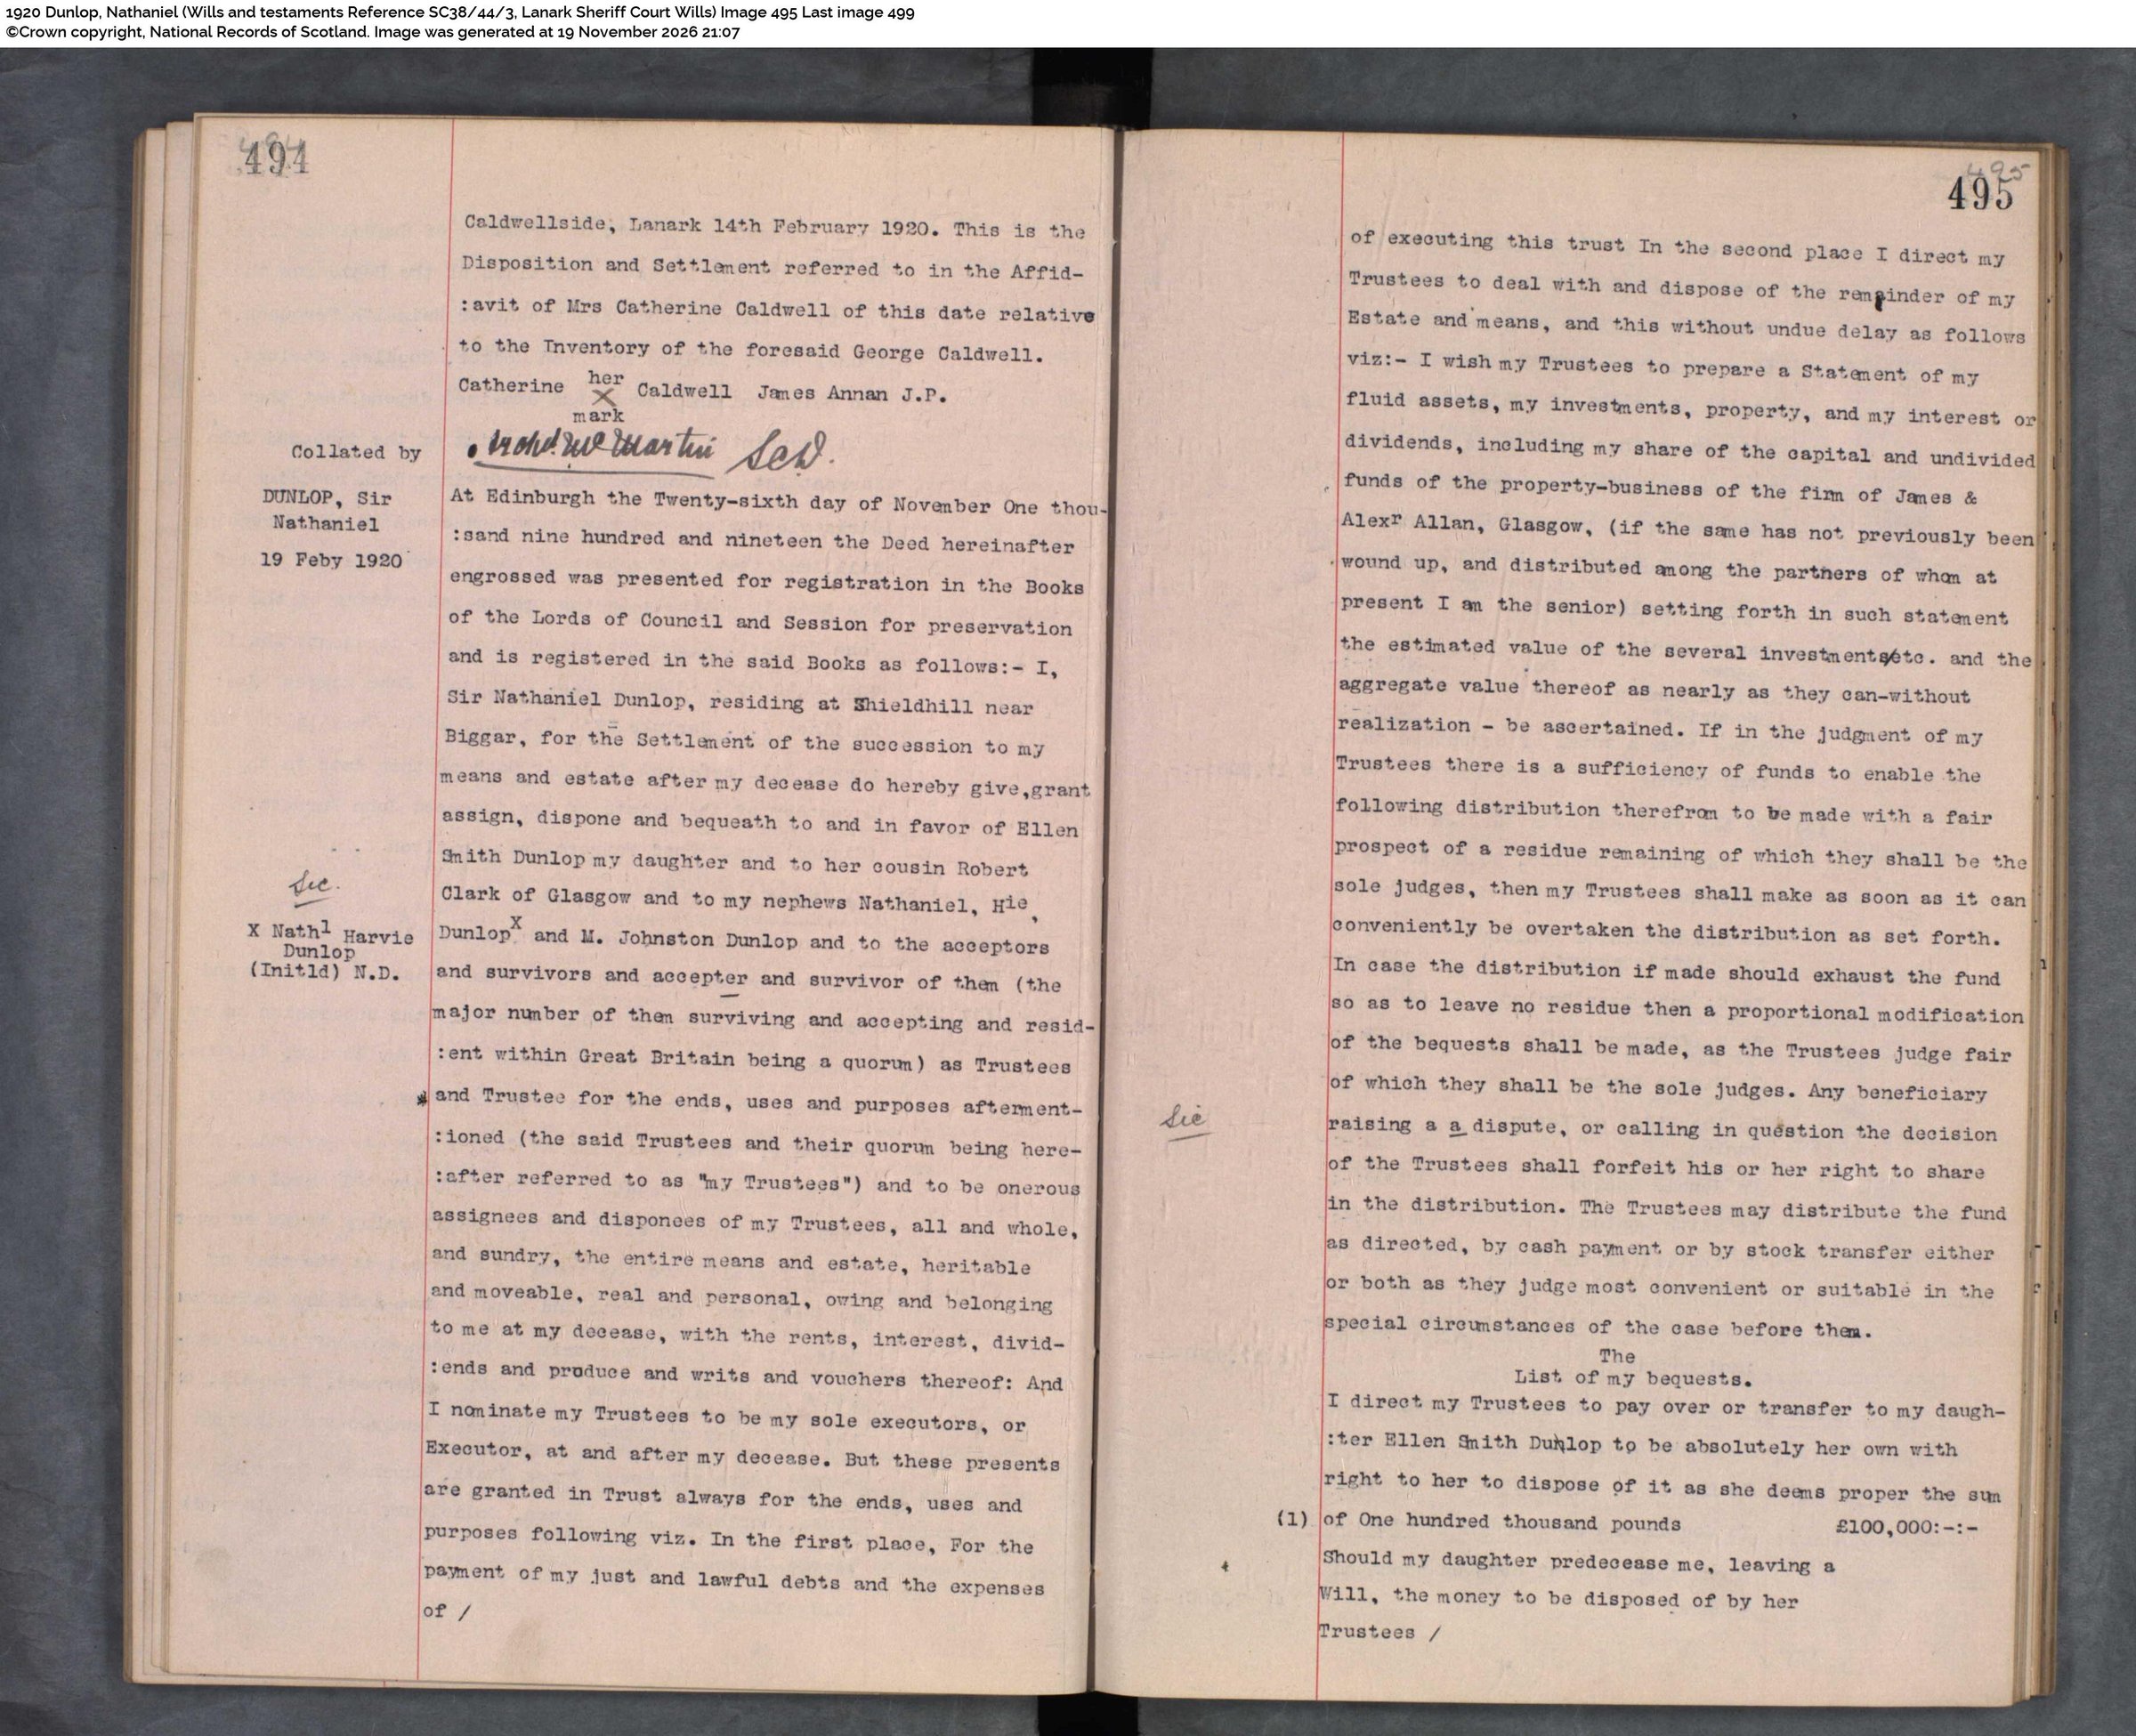 1920 Dunlop, Nathaniel (Wills and testaments Reference SC38/44/3, Lanark Sheriff Court Wills) Image 495 Last image 499
©Crown copyright, National Records of Scotland. Image was generated at 19 November 2026 21:07
494
Caldwellside, Lanark 14th February 1920. This is the
Disposition and Settlement referred to in the Affid-
:avit of Mrs Catherine Caldwell of this date relative
to the Inventory of the foresaid George Caldwell.
her
Catherine X Caldwell James Annan J.P.
mark
Collated by
DUNLOP, Sir
Nathaniel
19 Feby 1920
At Edinburgh the Twenty-sixth day of November One thou-
:sand nine hundred and nineteen the Deed hereinafter
engrossed was presented for registration in the Books
of the Lords of Council and Session for preservation
and is registered in the said Books as follows:- I,
Sir Nathaniel Dunlop, residing at Shieldhill near
Biggar, for the Settlement of the succession to my
means and estate after my decease do hereby give,grant
assign, dispone and bequeath to and in favor of Ellen
Smith Dunlop my daughter and to her cousin Robert
Clark of Glasgow and to my nephews Nathaniel, Hie,
Dunlop X and M. Johnston Dunlop and to the acceptors
and survivors and accepter and survivor of them (the
major number of them surviving and accepting and resid-
:ent within Great Britain being a quorum) as Trustees
and Trustee for the ends, uses and purposes afterment-
:ioned (the said Trustees and their quorum being here-
:after referred to as "my Trustees") and to be onerous
assignees and disponees of my Trustees, all and whole,
and sundry, the entire means and estate, heritable
and moveable, real and personal, owing and belonging
to me at my decease, with the rents, interest, divid-
:ends and produce and writs and vouchers thereof: And
I nominate my Trustees to be my sole executors, or
Executor, at and after my decease. But these presents
are granted in Trust always for the ends, uses and
purposes following viz. In the first place, For the
payment of my just and lawful debts and the expenses
of /
Sic.
X Nathl Harvie
Dunlop
(Initld) N.D.
495
495
of executing this trust In the second place I direct my
Trustees to deal with and dispose of the remainder of my
Estate and means, and this without undue delay as follows
viz:- I wish my Trustees to prepare a Statement of my
fluid assets, my investments, property, and my interest or
dividends, including my share of the capital and undivided
funds of the property-business of the firm of James &
Alexr Allan, Glasgow, (if the same has not previously been
wound up, and distributed among the partners of whom at
present I am the senior) setting forth in such statement
the estimated value of the several investments/etc. and the
aggregate value thereof as nearly as they can-without
realization - be ascertained. If in the judgment of my
Trustees there is a sufficiency of funds to enable the
following distribution therefrom to be made with a fair
prospect of a residue remaining of which they shall be the
sole judges, then my Trustees shall make as soon as it can
conveniently be overtaken the distribution as set forth.
In case the distribution if made should exhaust the fund
so as to leave no residue then a proportional modification
of the bequests shall be made, as the Trustees judge fair
of which they shall be the sole judges. Any beneficiary
sic raising a a dispute, or calling in question the decision
of the Trustees shall forfeit his or her right to share
in the distribution. The Trustees may distribute the fund
as directed, by cash payment or by stock transfer either
or both as they judge most convenient or suitable in the
special circumstances of the case before them.
The
List of my bequests.
I direct my Trustees to pay over or transfer to my daugh-
:ter Ellen Smith Dunlop to be absolutely her own with
right to her to dispose of it as she deems proper the sum
(1) of One hundred thousand pounds £100,000:-:-
Should my daughter predecease me, leaving a
Will, the money to be disposed of by her
Trustees /